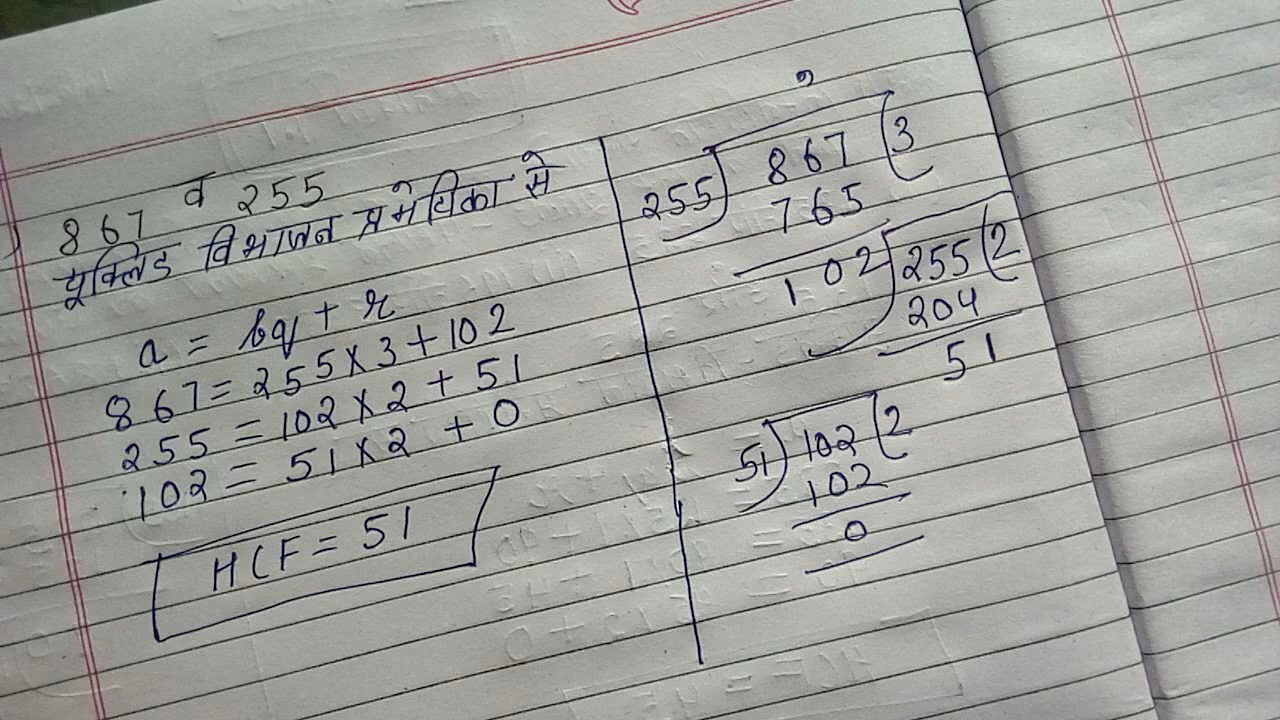 867 व 255
यूक्लिड विभाजन प्रमेयिका से
a = bq + r
867 = 255 x 3 + 102
255 = 102 x 2 + 51
102 = 51 x 2 + 0
HCF = 51
255) 867 (3
765
102) 255 (2
204
51
51) 102 (2
102
0